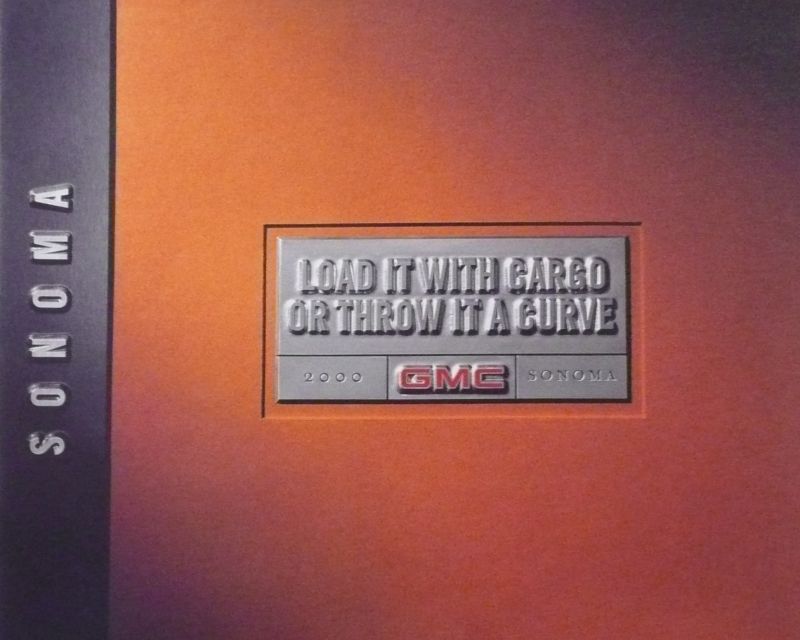 SONOMA
LOAD IT WITH CARGO
OR THROW IT A CURVE
2000 GMC SONOMA